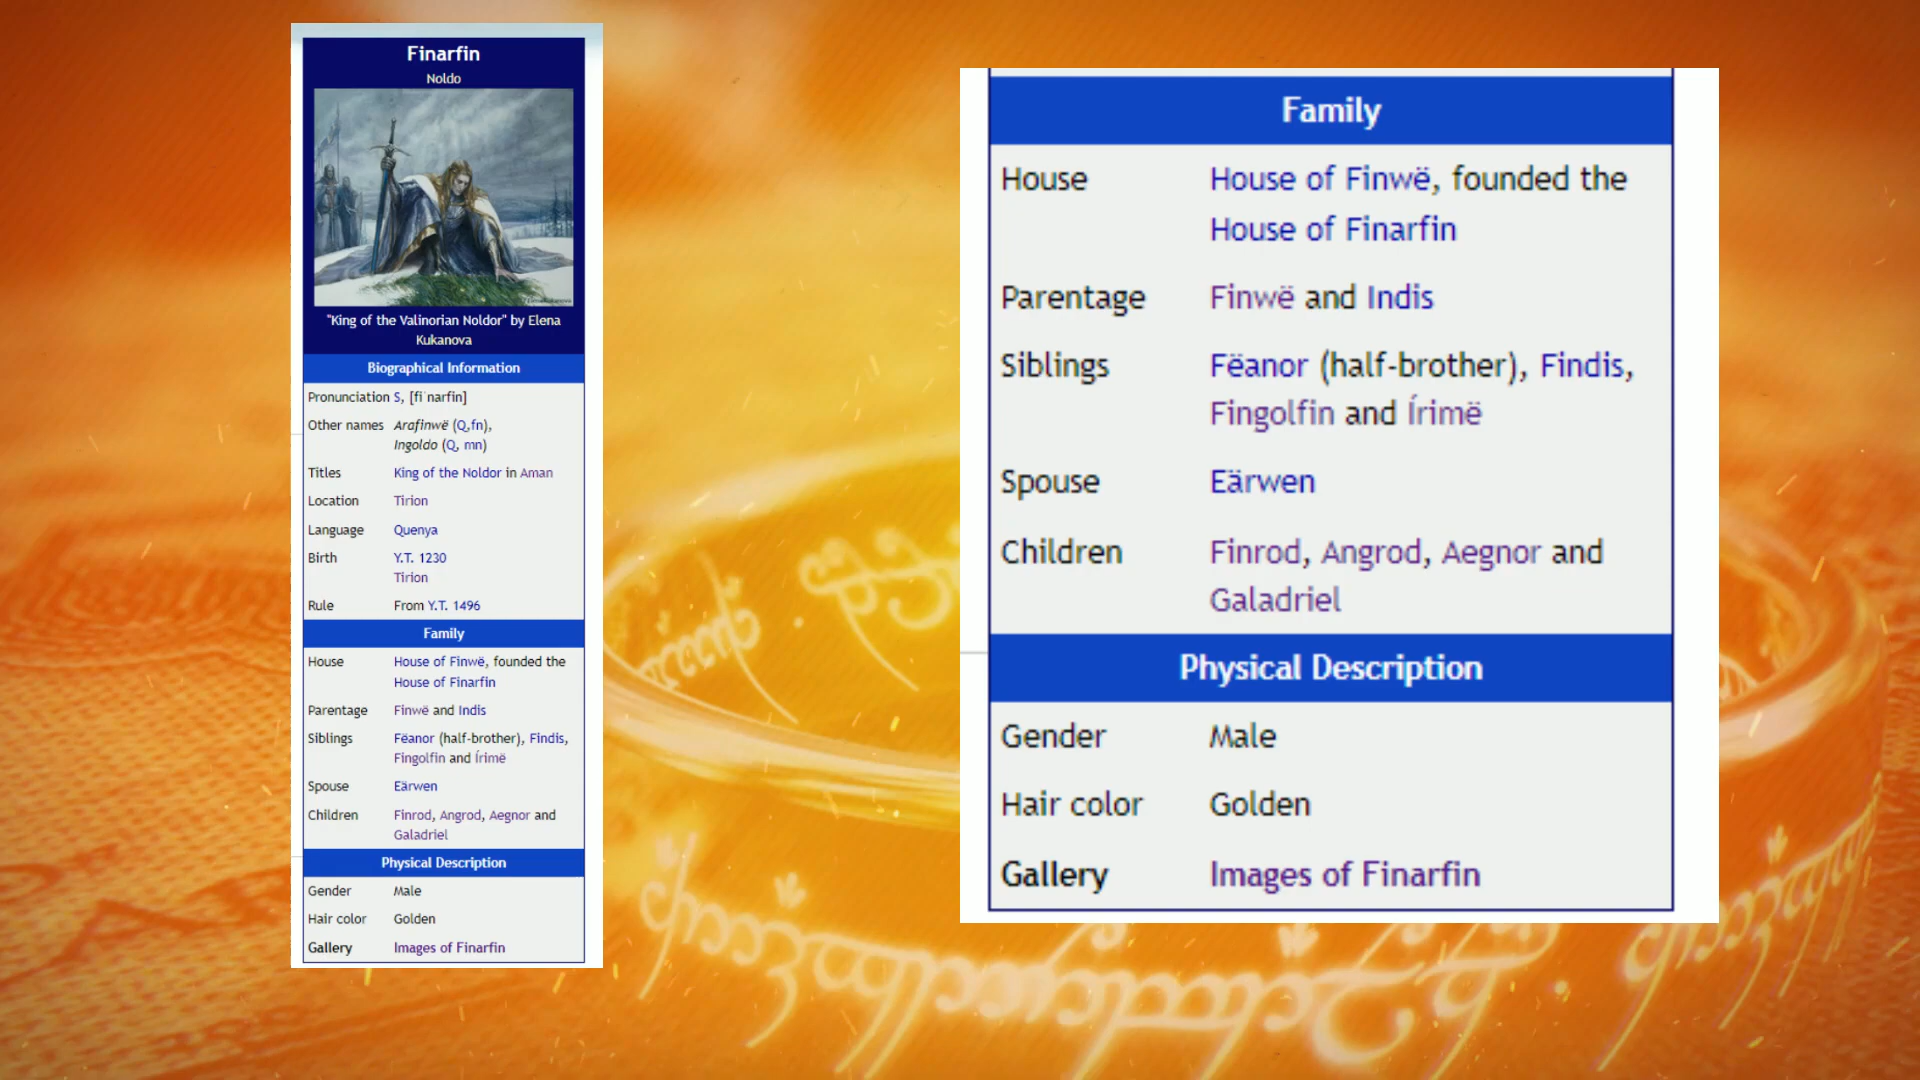 Finarfin
Noldo
"King of the Valinorian Noldor" by Elena
Kukanova
Biographical Information
Pronunciation S, [fiˈnarfin]
Other names Arafinwë (Q,fn),
Ingoldo (Q, mn)
Titles King of the Noldor in Aman
Location Tirion
Language Quenya
Birth Y.T. 1230
Tirion
Rule From Y.T. 1496
Family
House House of Finwë, founded the
House of Finarfin
Parentage Finwë and Indis
Siblings Fëanor (half-brother), Findis,
Fingolfin and Írimë
Spouse Eärwen
Children Finrod, Angrod, Aegnor and
Galadriel
Physical Description
Gender Male
Hair color Golden
Gallery Images of Finarfin
Family
House House of Finwë, founded the
House of Finarfin
Parentage Finwë and Indis
Siblings Fëanor (half-brother), Findis,
Fingolfin and Írimë
Spouse Eärwen
Children Finrod, Angrod, Aegnor and
Galadriel
Physical Description
Gender Male
Hair color Golden
Gallery Images of Finarfin